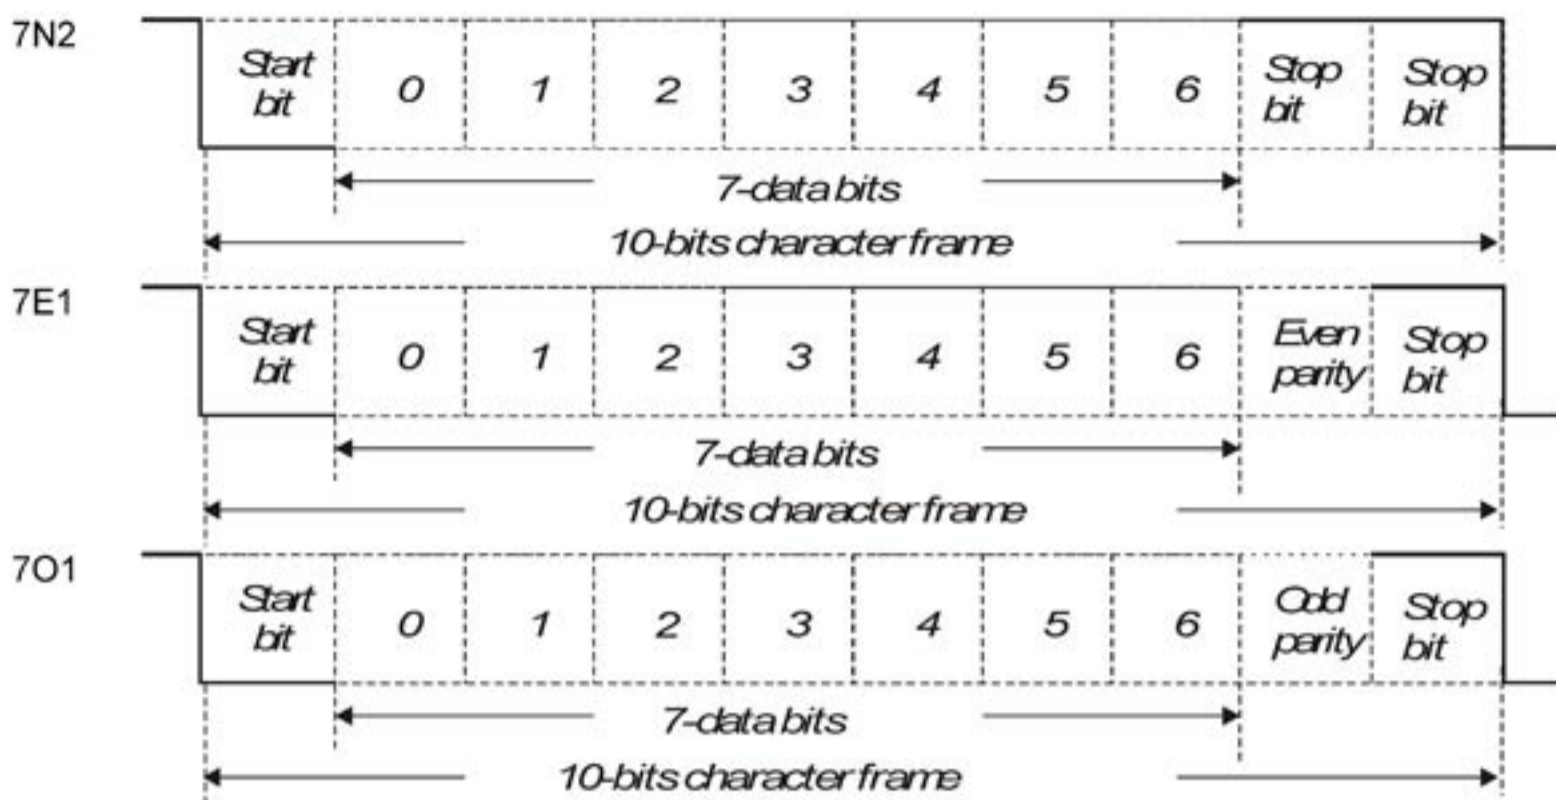 7N2
Start bit 0 1 2 3 4 5 6 Stop bit Stop bit
7-data bits
10-bits character frame
7E1
Start bit 0 1 2 3 4 5 6 Even parity Stop bit
7-data bits
10-bits character frame
7O1
Start bit 0 1 2 3 4 5 6 Odd parity Stop bit
7-data bits
10-bits character frame